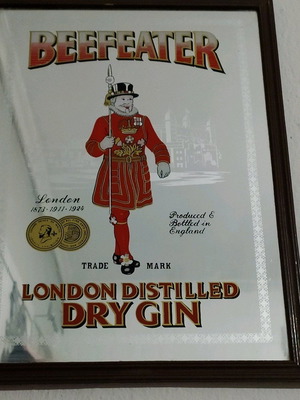 BEEFEATER
London
1873-1911-1924
Produced &
Bottled in
England
TRADE MARK
LONDON DISTILLED
DRY GIN